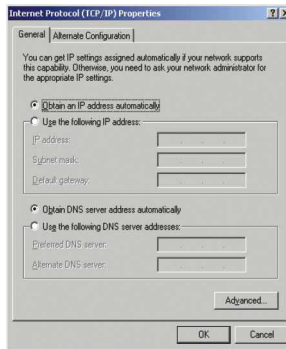 Internet Protocol (TCP/IP) Properties
General
Alternate Configuration
You can get IP settings assigned automatically if your network supports
this capability. Otherwise, you need to ask your network administrator for
the appropriate IP settings.
Obtain an IP address automatically
Use the following IP address:
IP address:
Subnet mask:
Default gateway:
Obtain DNS server address automatically
Use the following DNS server addresses:
Preferred DNS server:
Alternate DNS server:
Advanced...
OK
Cancel